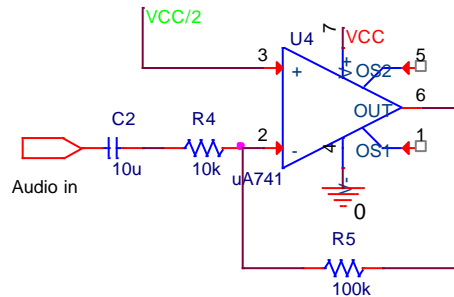 VCC/2
U4
7
VCC
3
+
V+
OS2
5
OUT
6
C2
R4
2
-
4
OS1
1
10u
10k
uA741
V-
Audio in
0
R5
100k